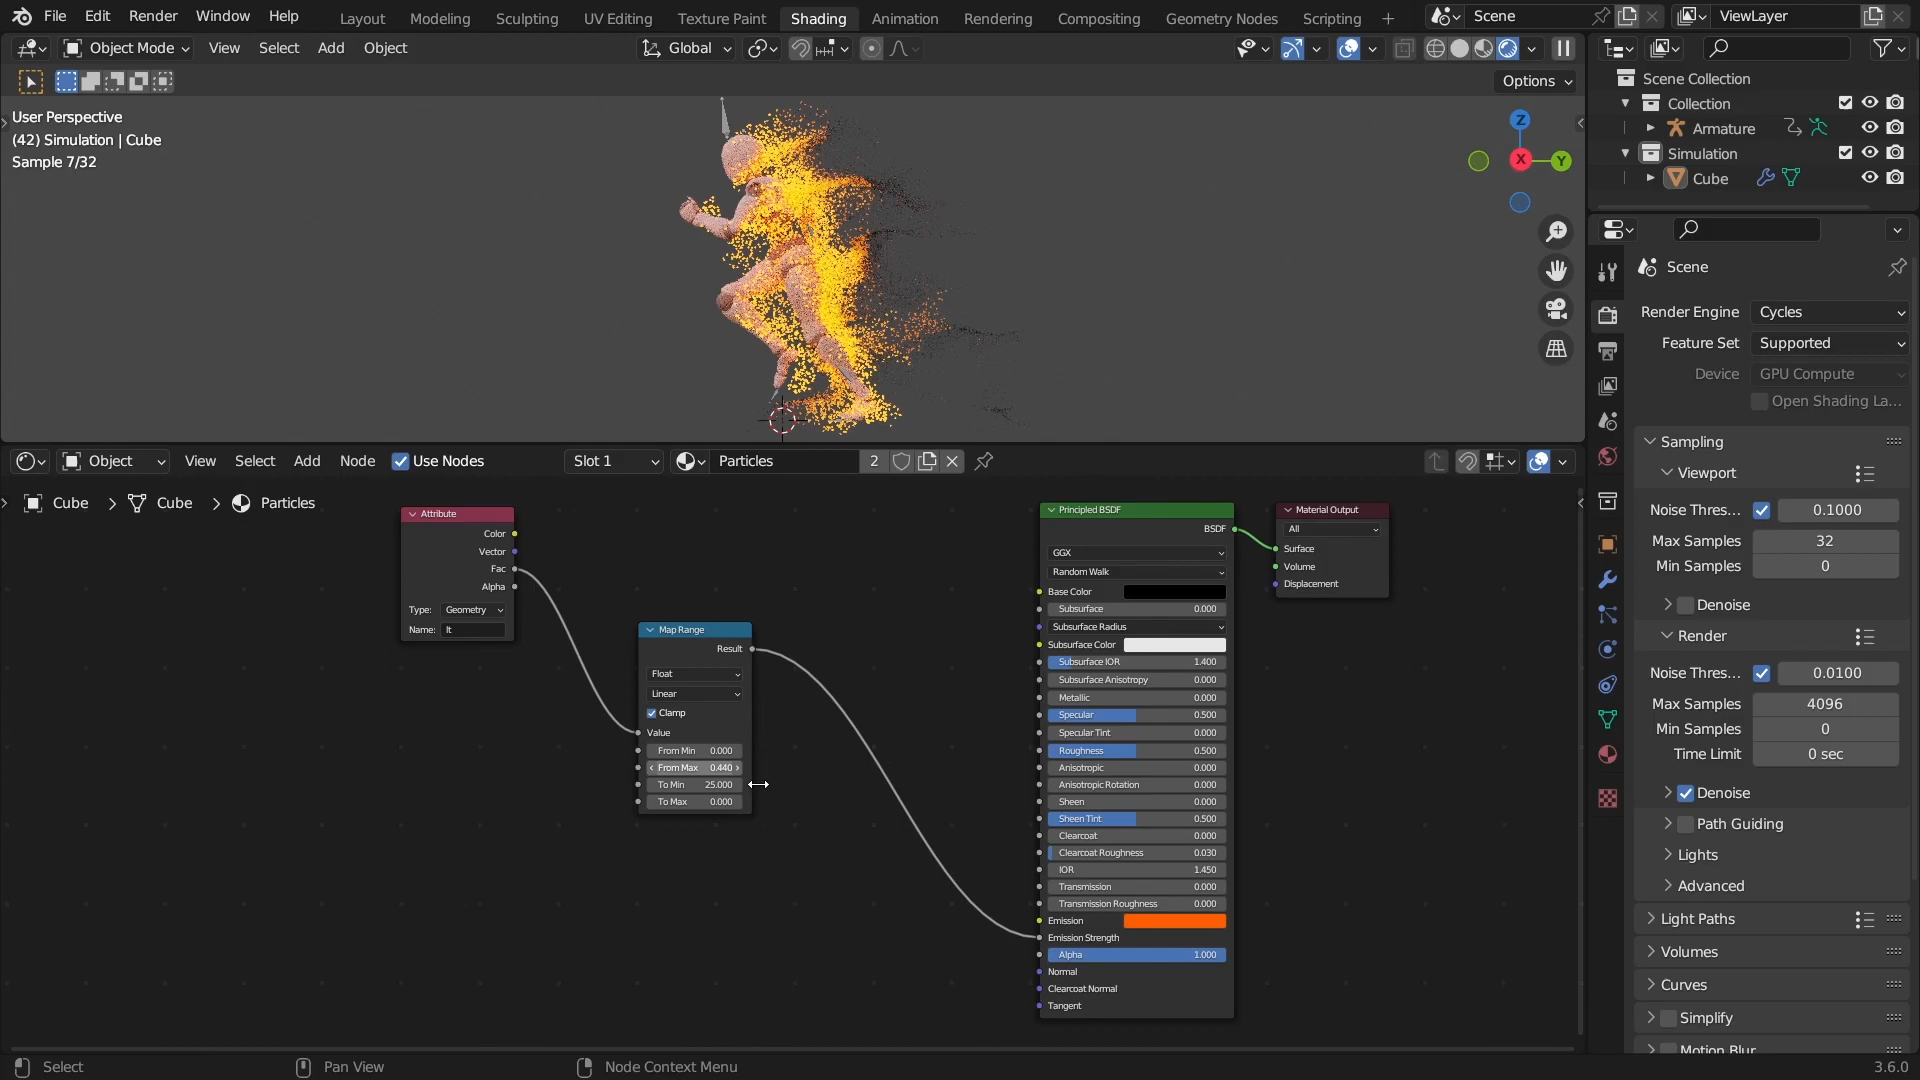 File Edit Render Window Help
Layout Modeling Sculpting UV Editing Texture Paint Shading Animation Rendering Compositing Geometry Nodes Scripting +
Scene
ViewLayer
Object Mode View Select Add Object
Global
Options
User Perspective
(42) Simulation | Cube
Sample 7/32
Z
X
Y
Scene Collection
Collection
Armature
Simulation
Cube
Scene
Render Engine Cycles
Feature Set Supported
Device GPU Compute
Open Shading La...
Sampling
Viewport
Noise Thres... 0.1000
Max Samples 32
Min Samples 0
Denoise
Render
Noise Thres... 0.0100
Max Samples 4096
Min Samples 0
Time Limit 0 sec
Denoise
Path Guiding
Lights
Advanced
Light Paths
Volumes
Curves
Simplify
Motion Blur
Object View Select Add Node Use Nodes Slot 1 Particles 2
Cube > Cube > Particles
Attribute
Color
Vector
Fac
Alpha
Type: Geometry
Name: lt
Map Range
Result
Float
Linear
Clamp
Value
From Min 0.000
From Max 0.440
To Min 25.000
To Max 0.000
Principled BSDF
BSDF
GGX
Random Walk
Base Color
Subsurface 0.000
Subsurface Radius
Subsurface Color
Subsurface IOR 1.400
Subsurface Anisotropy 0.000
Metallic 0.000
Specular 0.500
Specular Tint 0.000
Roughness 0.500
Anisotropic 0.000
Anisotropic Rotation 0.000
Sheen 0.000
Sheen Tint 0.500
Clearcoat 0.000
Clearcoat Roughness 0.030
IOR 1.450
Transmission 0.000
Transmission Roughness 0.000
Emission
Emission Strength
Alpha 1.000
Normal
Clearcoat Normal
Tangent
Material Output
All
Surface
Volume
Displacement
Select Pan View Node Context Menu 3.6.0